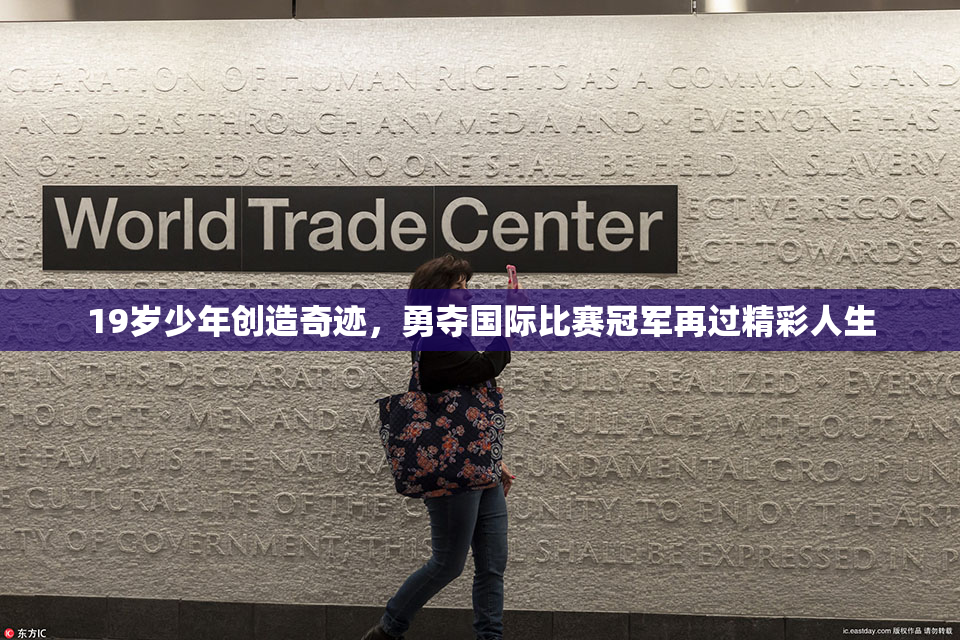 CLARATION OF HUMAN RIGHTS AS A COMMON STAND
AND IDEAS THROUGH ANY MEDIA AND EVERYONE HAS
OF THIS PLEDGE NO ONE SHALL BE HELD IN SLAVERY
World Trade Center
ECTIVE RECOGN
ACT TOWARDS O
19岁少年创造奇迹，勇夺国际比赛冠军再过精彩人生
IN THIS DECLARATION FULLY REALIZED EVERYO
THOUGHT MEN AND OF FULL AGE WITHO
FAMILY IS THE NATURA FUNDAMENTAL GROUP
CULTURAL LIFE OF THE UNITY, TO ENJOY THE ART
TY OF GOVERNMENT; THIS SHALL BE EXPRESSED IN
东方IC
ic.eastday.com 版权作品 请勿转载